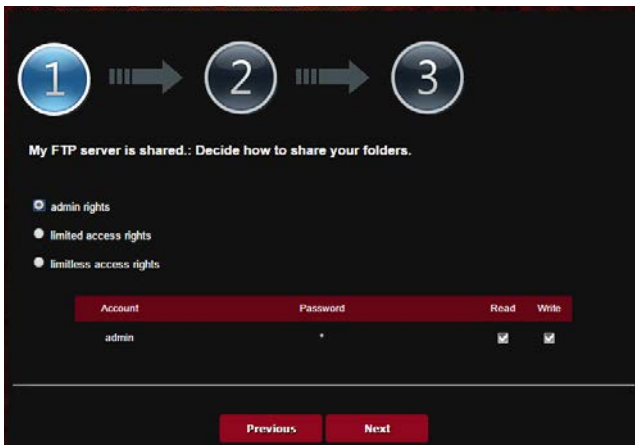 1 2 3
My FTP server is shared.: Decide how to share your folders.
admin rights
limited access rights
limitless access rights
Account Password Read Write
admin *
Previous Next